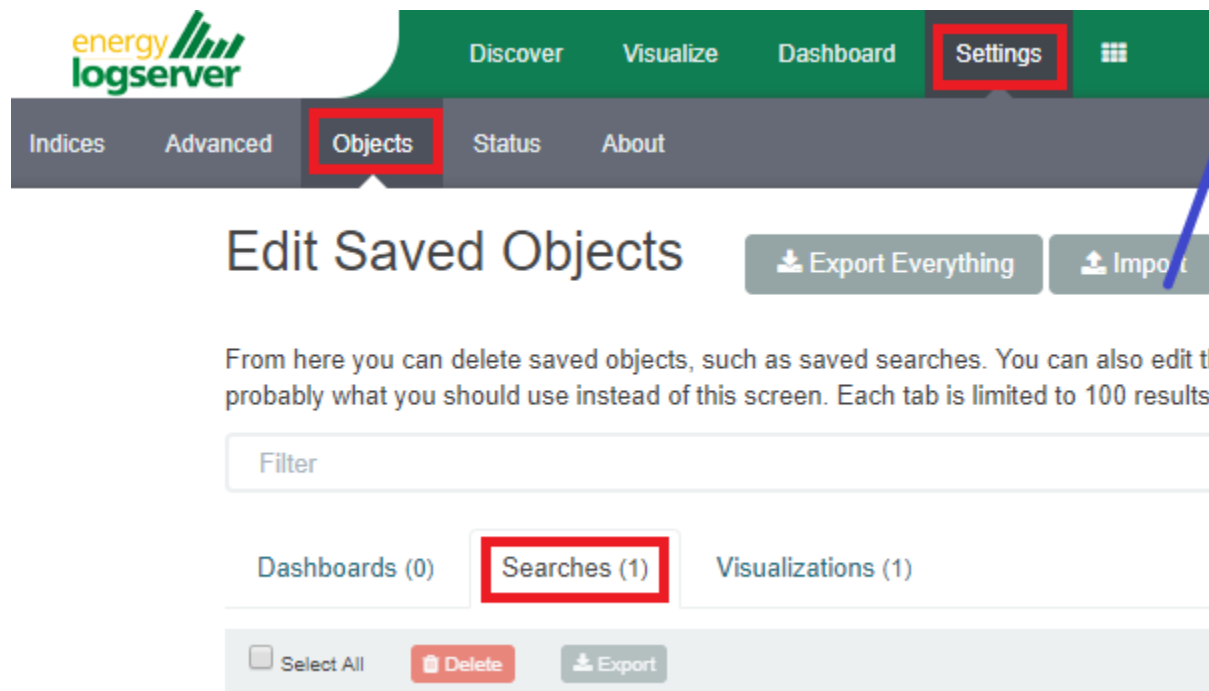 energy
logserver
Discover Visualize Dashboard Settings
Indices Advanced Objects Status About
Edit Saved Objects
Export Everything
Import
From here you can delete saved objects, such as saved searches. You can also edit
probably what you should use instead of this screen. Each tab is limited to 100 results
Filter
Dashboards (0) Searches (1) Visualizations (1)
Select All Delete Export